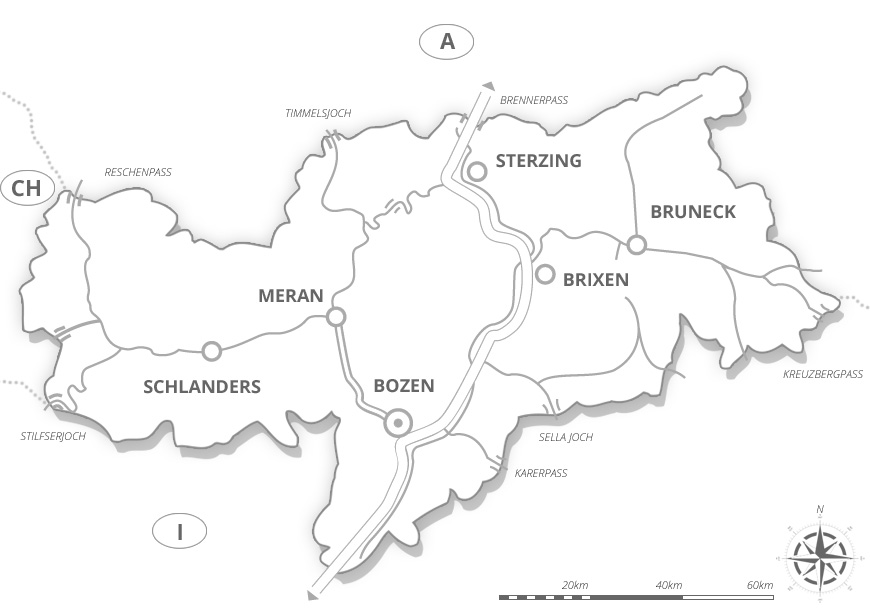 A
BRENNERPASS
TIMMELSJOCH
STERZING
RESCHENPASS
CH
BRUNECK
BRIXEN
MERAN
KREUZBERGPASS
SCHLANDERS
BOZEN
STILFSERJOCH
SELLA JOCH
KARERPASS
I
N
20km 40km 60km